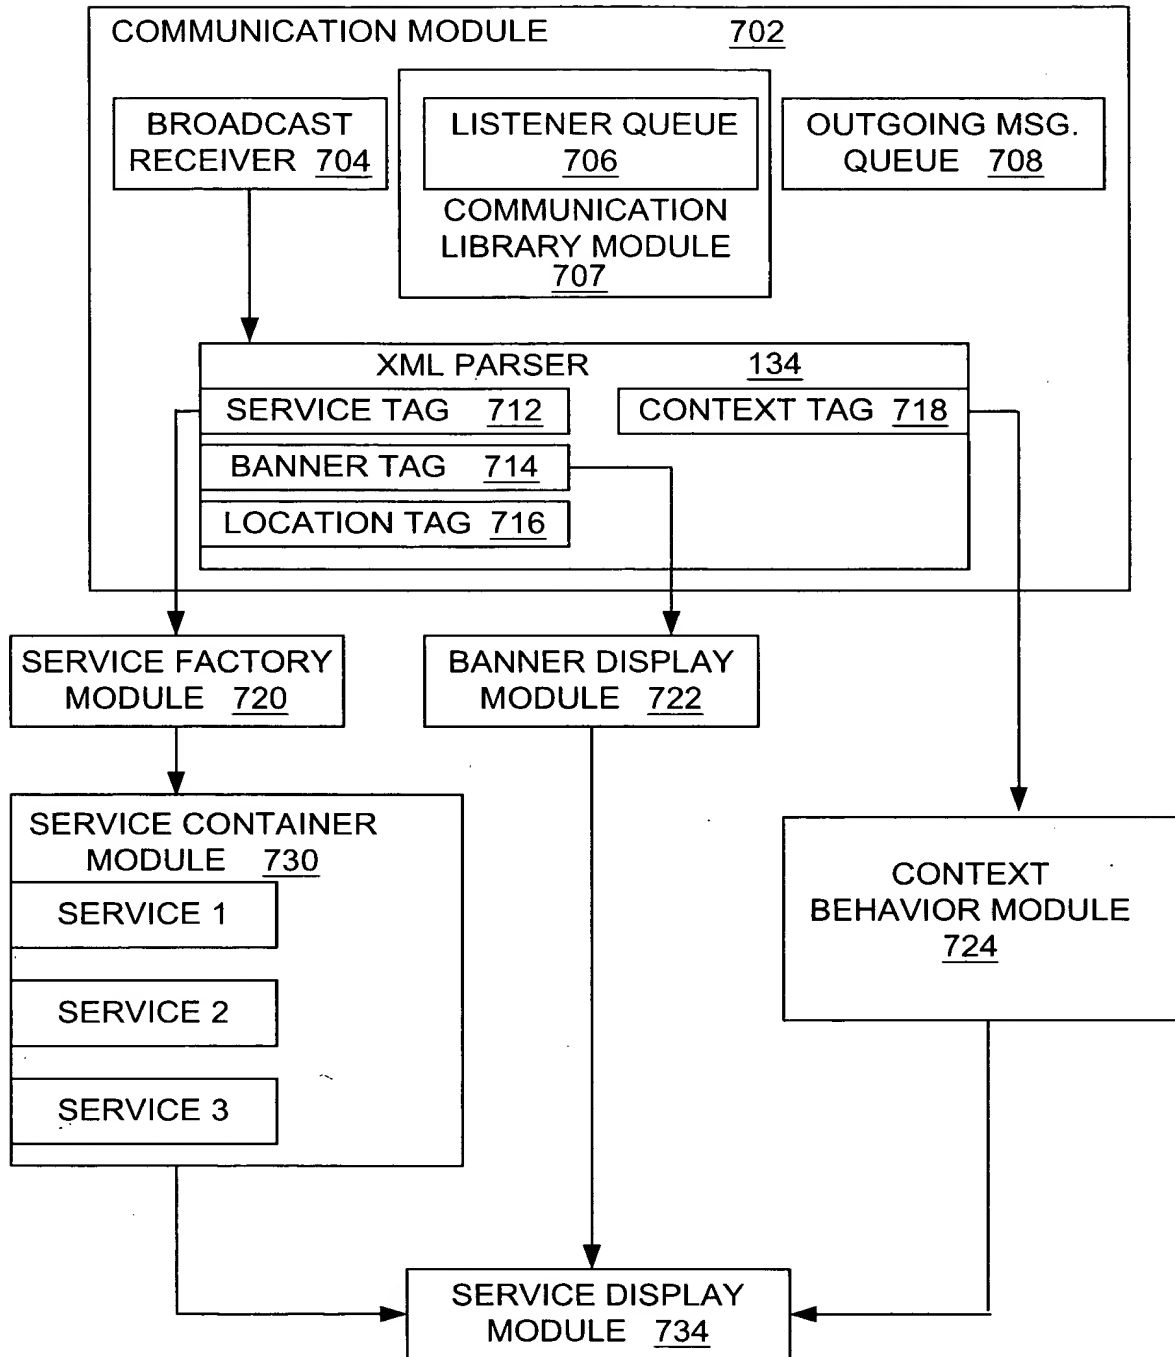 COMMUNICATION MODULE 702
BROADCAST
RECEIVER 704
LISTENER QUEUE
706
COMMUNICATION
LIBRARY MODULE
707
OUTGOING MSG.
QUEUE 708
XML PARSER 134
SERVICE TAG 712
CONTEXT TAG 718
BANNER TAG 714
LOCATION TAG 716
SERVICE FACTORY
MODULE 720
BANNER DISPLAY
MODULE 722
SERVICE CONTAINER
MODULE 730
SERVICE 1
SERVICE 2
SERVICE 3
CONTEXT
BEHAVIOR MODULE
724
SERVICE DISPLAY
MODULE 734